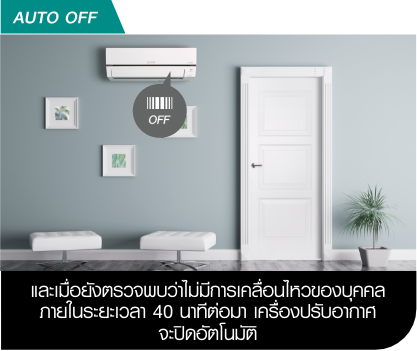 AUTO OFF
OFF
และเมื่อยังตรวจพบว่าไม่มีการเคลื่อนไหวของบุคคล
ภายในระยะเวลา 40 นาทีต่อมา เครื่องปรับอากาศ
จะปิดอัตโนมัติ